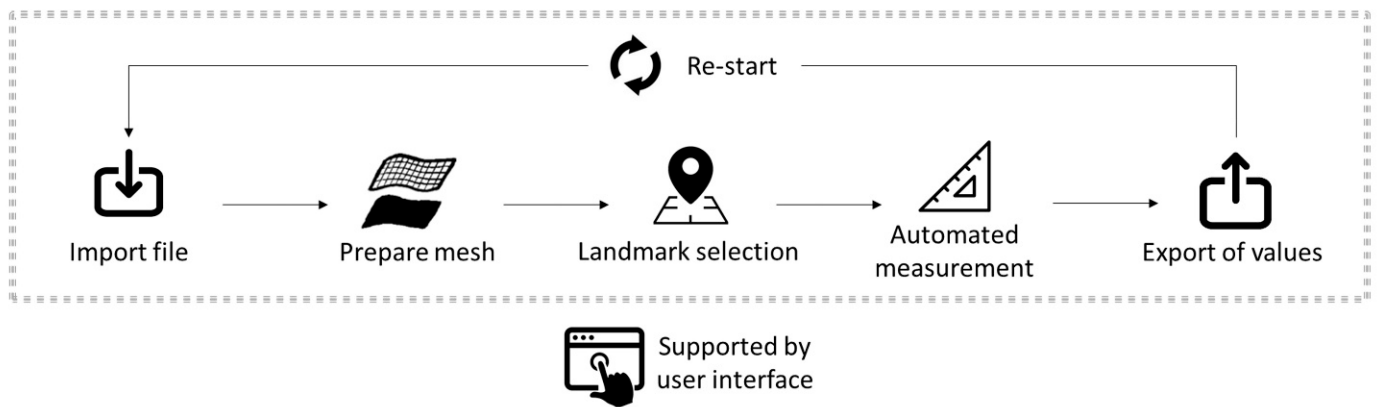 Re-start
Import file
Prepare mesh
Landmark selection
Automated
measurement
Export of values
Supported by
user interface